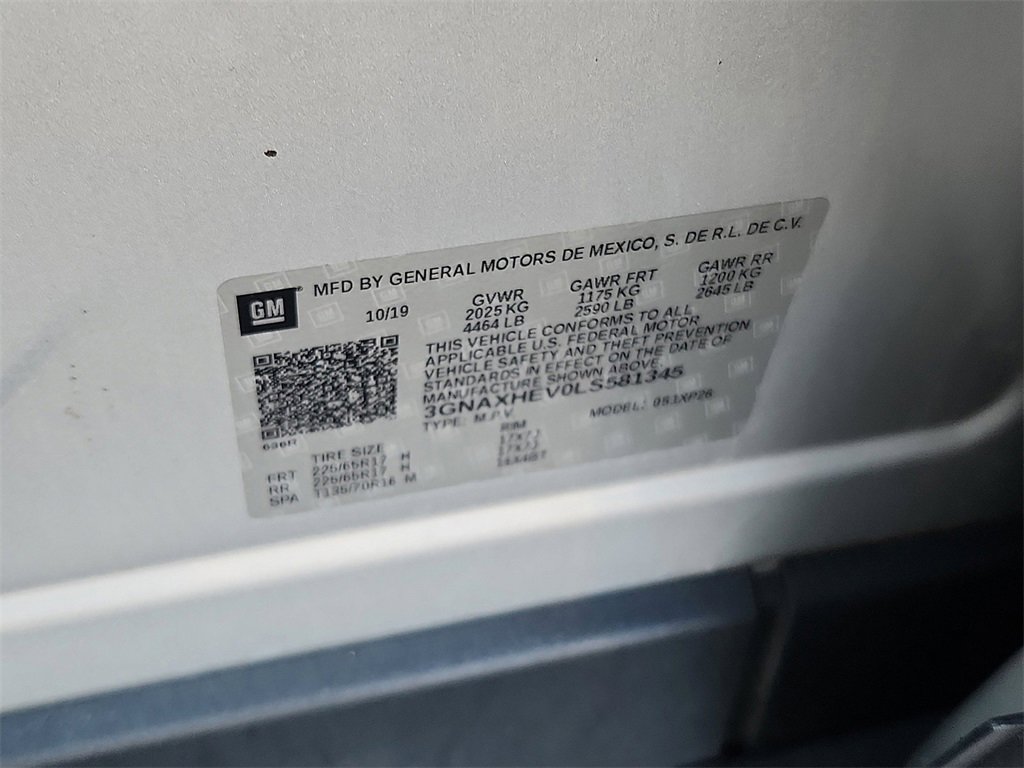 MFD BY GENERAL MOTORS DE MEXICO, S. DE R.L. DE C.V.
GM
10/19 GVWR GAWR FRT GAWR RR
2025 KG 1175 KG 1200 KG
4464 LB 2590 LB 2645 LB
THIS VEHICLE CONFORMS TO ALL
APPLICABLE U.S. FEDERAL MOTOR
VEHICLE SAFETY AND THEFT PREVENTION
STANDARDS IN EFFECT ON THE DATE OF
MANUFACTURE SHOWN ABOVE.
3GNAXHEV0LS581345
TYPE: M.P.V. MODEL:
TIRE SIZE RIM
FRT 225/65R17 H
RR 225/65R17 H
SPA T135/70R16 M